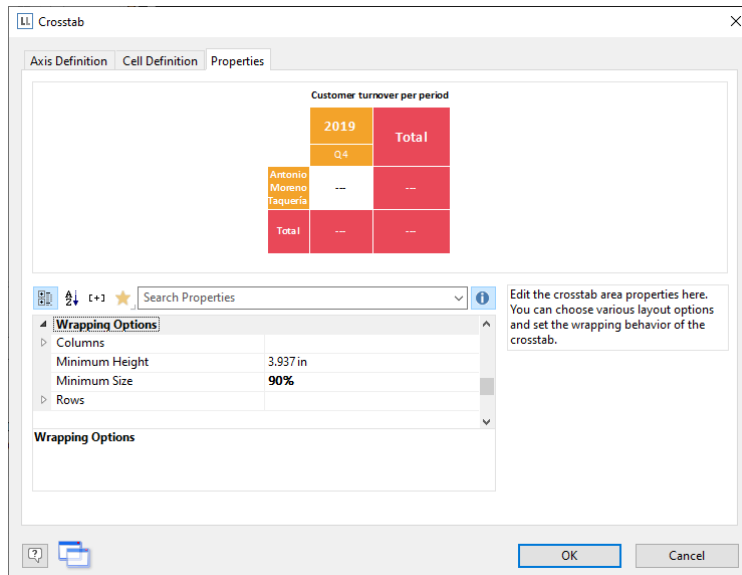 LL Crosstab
Axis Definition Cell Definition Properties
Customer turnover per period
2019 Total
Q4
Antonio
Moreno
Taquería
--- ---
Total --- ---
A
Z
[+] Search Properties
Wrapping Options
Columns
Minimum Height 3.937 in
Minimum Size 90%
Rows
Wrapping Options
Edit the crosstab area properties here.
You can choose various layout options
and set the wrapping behavior of the
crosstab.
OK Cancel